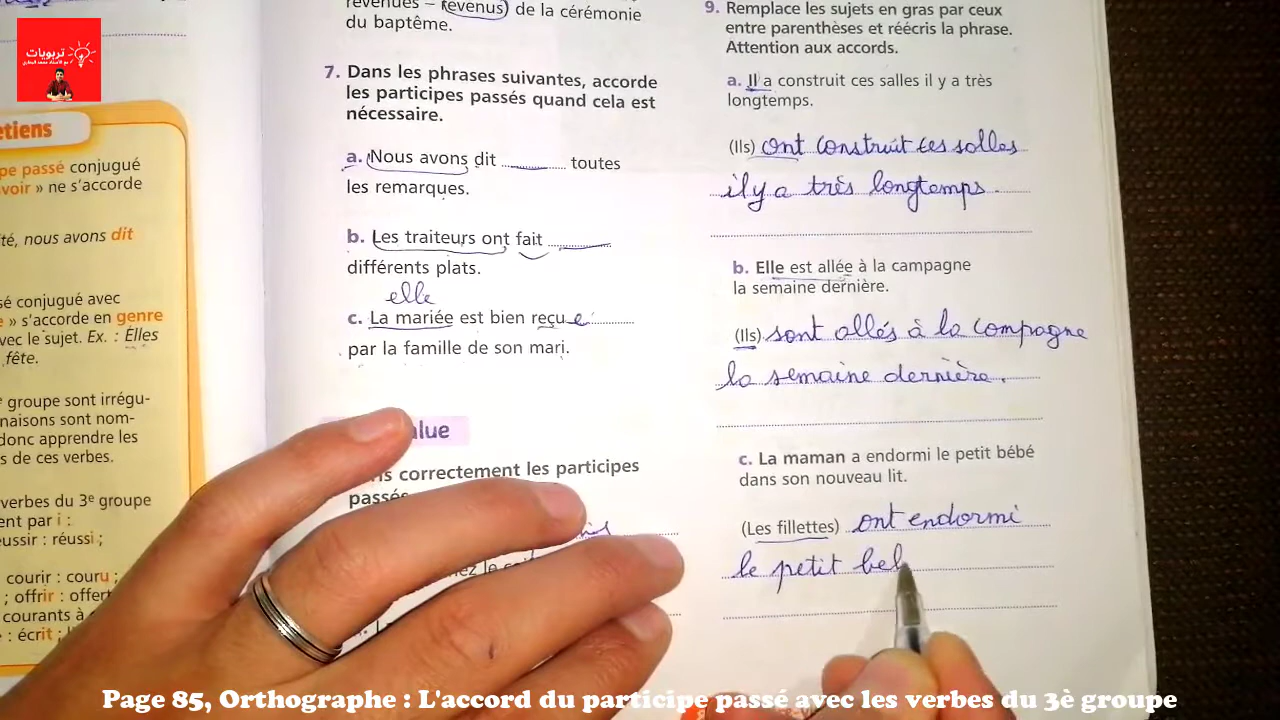 تربويات
etiens
pe passé conjugué
voir » ne s'accorde
té, nous avons dit
sé conjugué avec
» s'accorde en genre
vec le sujet. Ex. : Elles
fête.
groupe sont irrégu-
naisons sont nom-
donc apprendre les
s de ces verbes.
verbes du 3e groupe
ent par i :
ussir : réussi ;
courir : couru ;
; offrir : offert
courants à
: écrit ;
revenues – (revenus) de la cérémonie
du baptême.
7. Dans les phrases suivantes, accorde
les participes passés quand cela est
nécessaire.
a. Nous avons dit ............ toutes
les remarques.
b. Les traiteurs ont fait ............
différents plats.
elle
c. La mariée est bien reçu e ............
par la famille de son mari.
alue
is correctement les participes
passés
9. Remplace les sujets en gras par ceux
entre parenthèses et réécris la phrase.
Attention aux accords.
a. Il a construit ces salles il y a très
longtemps.
(Ils) ont construit ces salles
il y a très longtemps.
b. Elle est allée à la campagne
la semaine dernière.
(Ils) sont allés à la campagne
la semaine dernière.
c. La maman a endormi le petit bébé
dans son nouveau lit.
(Les fillettes) ont endormi
le petit beb
Page 85, Orthographe : L'accord du participe passé avec les verbes du 3è groupe